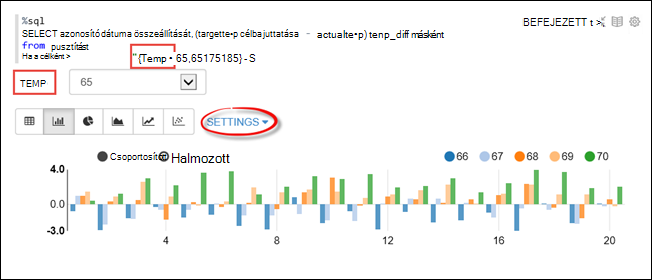 %sql
BEFEJEZETT t >
SELECT azonosító dátuma összeállítását, (targette•p) célba juttatása - actualte•p) tenp_diff másként
from pusztítást
Ha a célként > "{Temp • 65,65175185}-S
TEMP 65
SETTINGS
Csoportosított Halmozott 66 67 68 69 70
4.0
0.0
-3.0
4 8 12 16 20